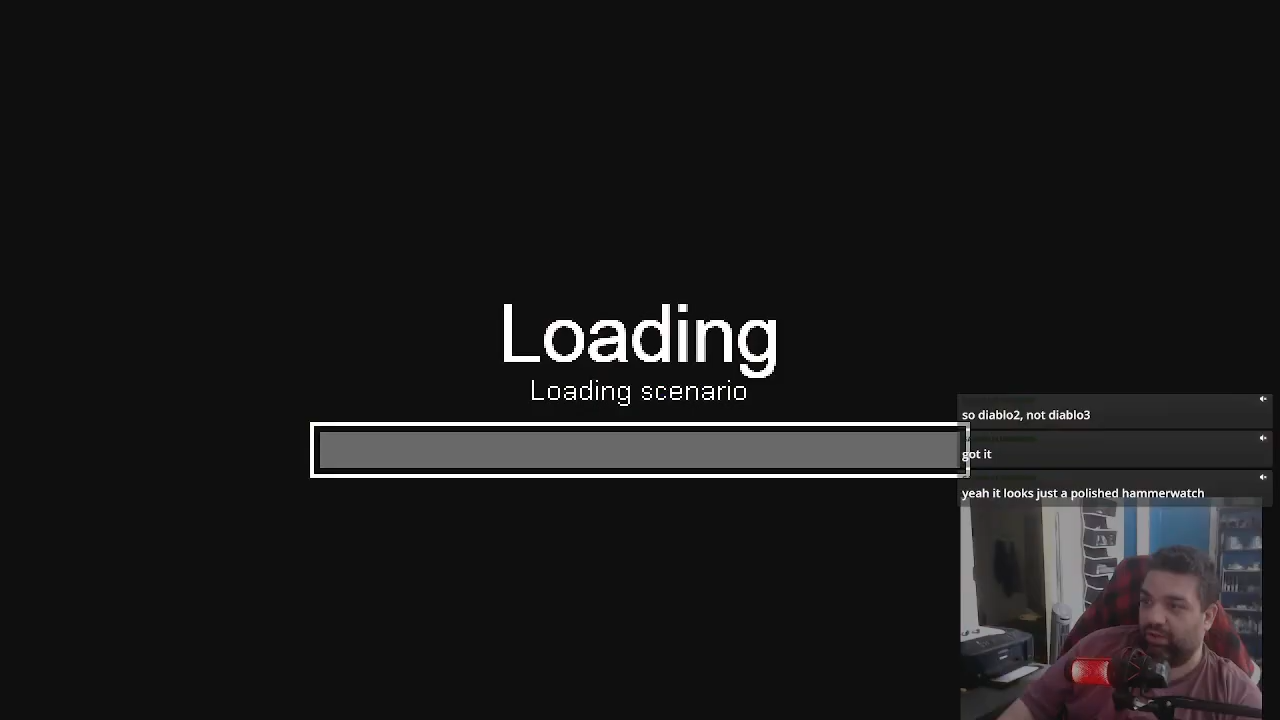 Loading
Loading scenario
so diablo2, not diablo3
got it
yeah it looks just a polished hammerwatch